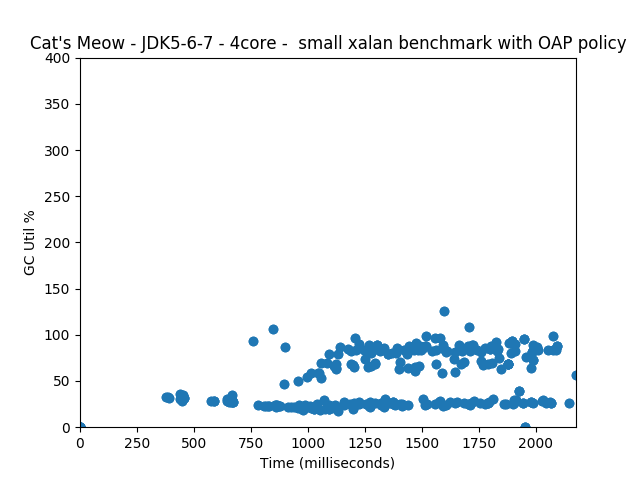 Cat's Meow - JDK5-6-7 - 4core -  small xalan benchmark with OAP policy
400
350
300
250
200
150
100
50
0
GC Util %
0 250 500 750 1000 1250 1500 1750 2000
Time (milliseconds)